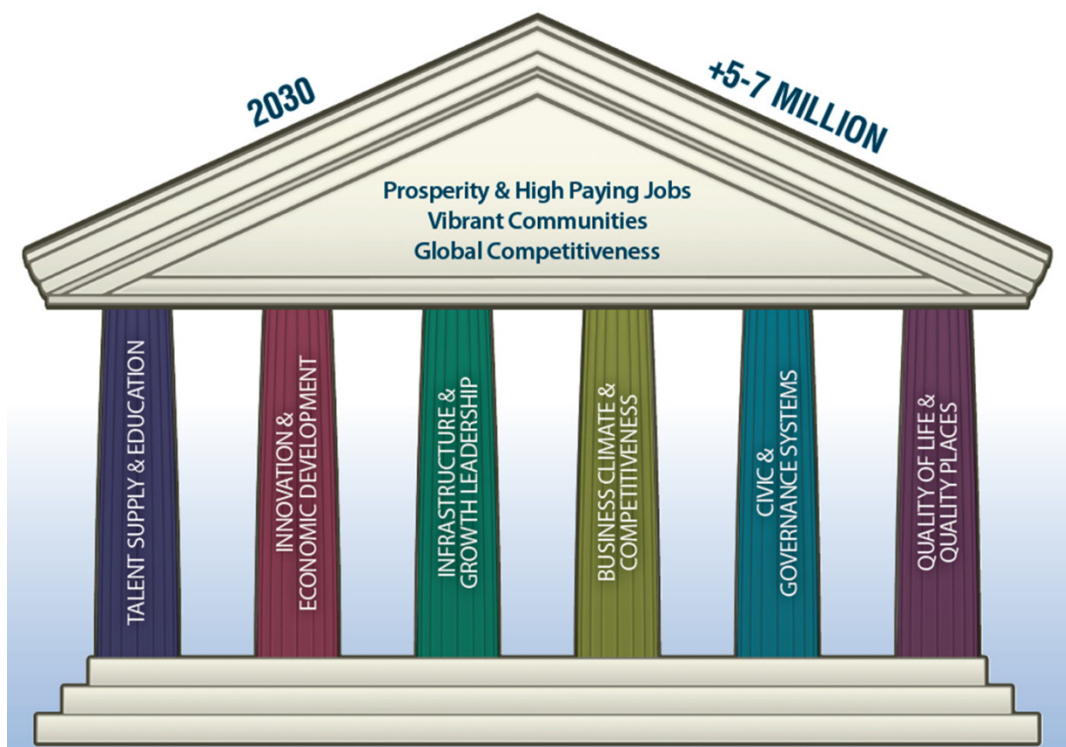 2030
+5-7 MILLION
Prosperity & High Paying Jobs
Vibrant Communities
Global Competitiveness
TALENT SUPPLY & EDUCATION
INNOVATION &
ECONOMIC DEVELOPMENT
INFRASTRUCTURE &
GROWTH LEADERSHIP
BUSINESS CLIMATE &
COMPETITIVENESS
CIVIC &
GOVERNANCE SYSTEMS
QUALITY OF LIFE &
QUALITY PLACES